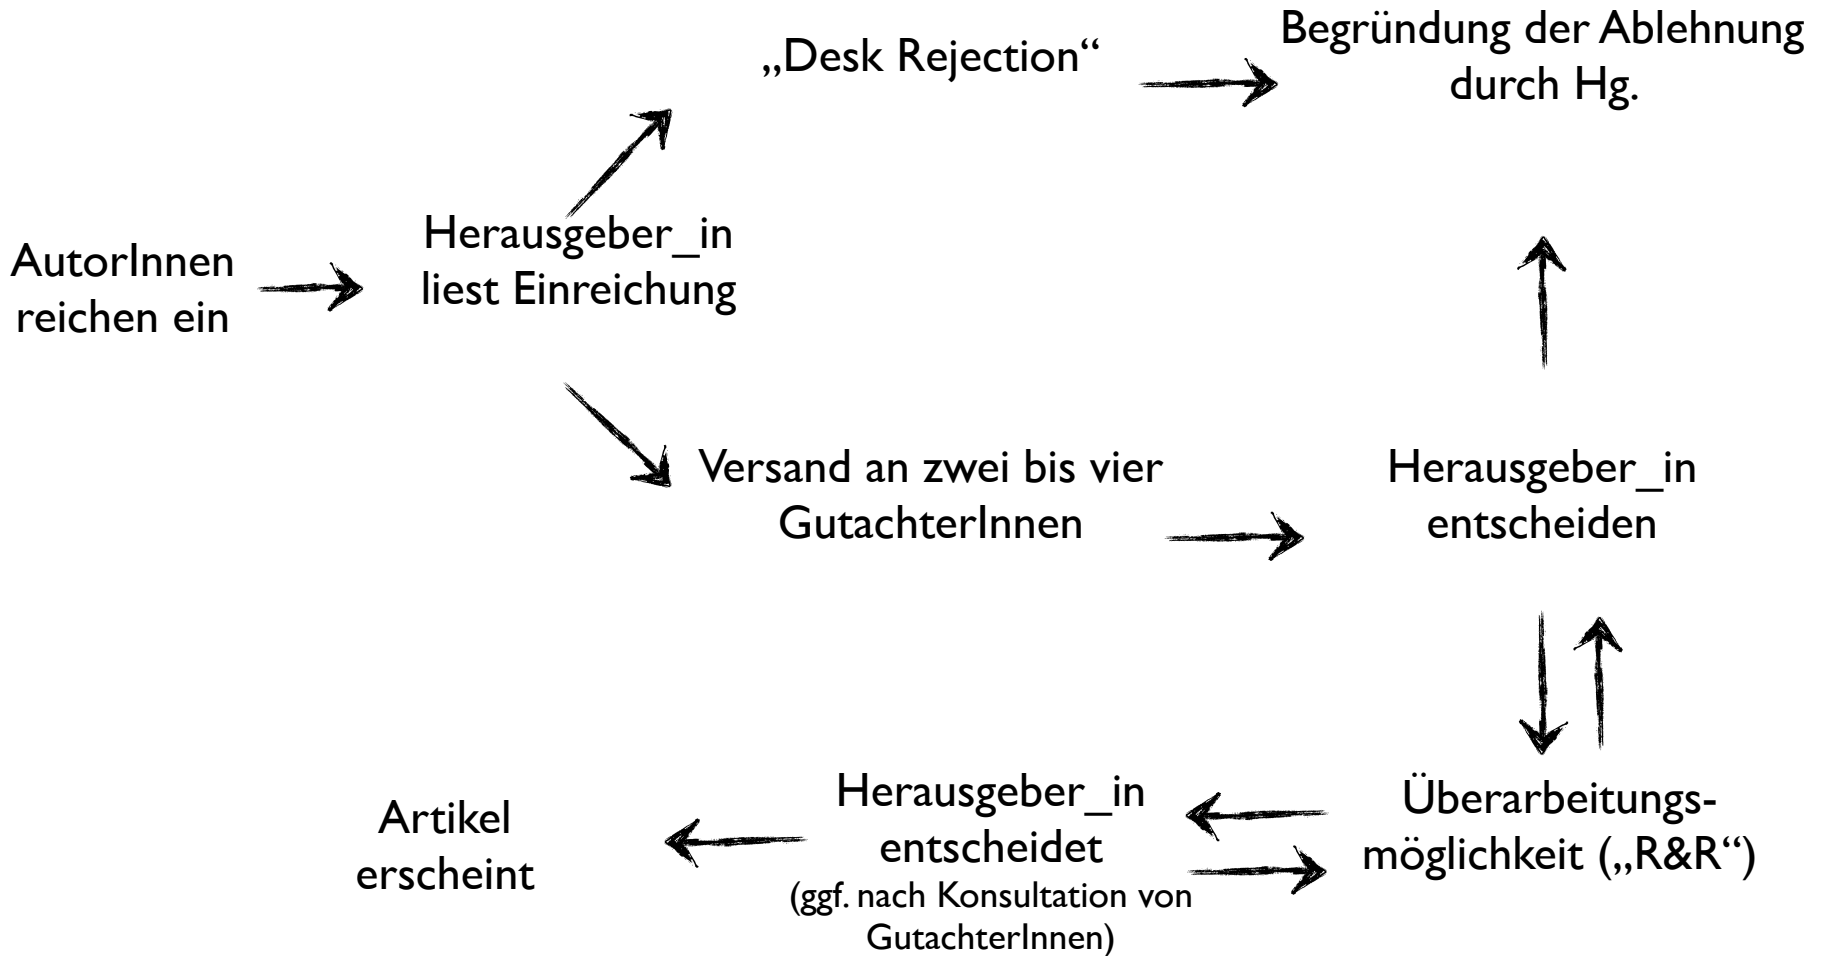 „Desk Rejection“
Begründung der Ablehnung
durch Hg.
AutorInnen
reichen ein
Herausgeber_in
liest Einreichung
Versand an zwei bis vier
GutachterInnen
Herausgeber_in
entscheiden
Überarbeitungs-
möglichkeit („R&R“)
Herausgeber_in
entscheidet
(ggf. nach Konsultation von
GutachterInnen)
Artikel
erscheint